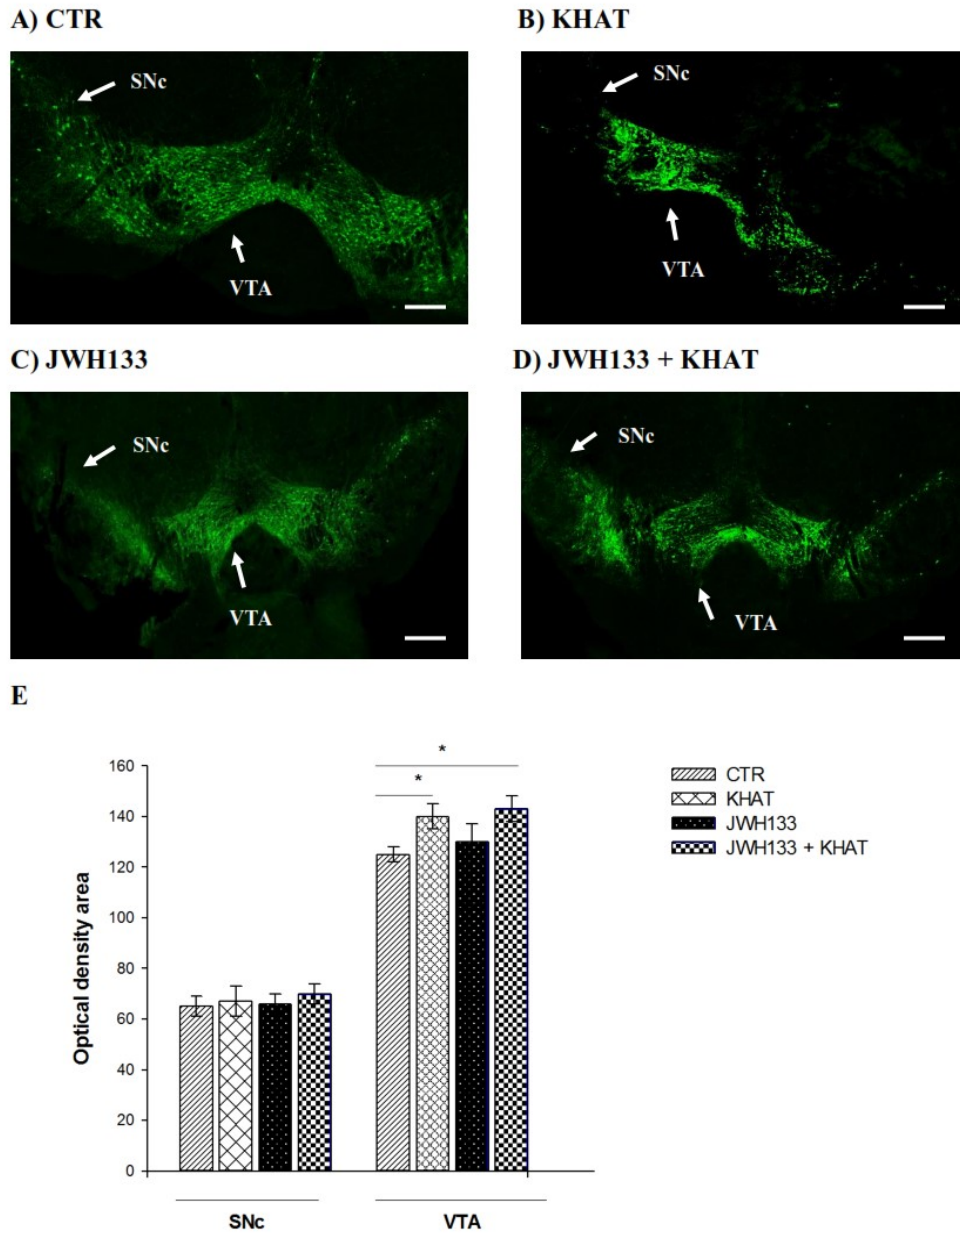 A) CTR
B) KHAT
SNc
VTA
SNc
VTA
C) JWH133
D) JWH133 + KHAT
SNc
VTA
SNc
VTA
E
160
140
120
100
80
60
40
20
0
Optical density area
*
*
CTR
KHAT
JWH133
JWH133 + KHAT
SNc
VTA